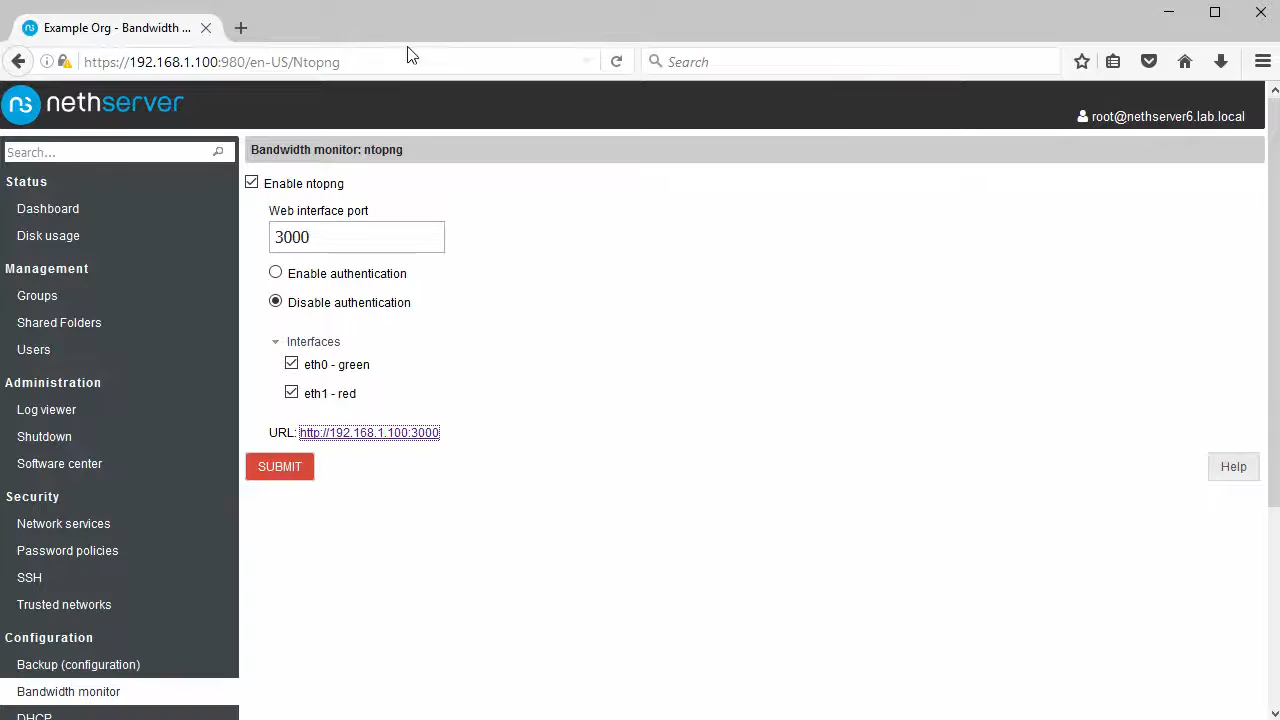 Example Org - Bandwidth ...
https://192.168.1.100:980/en-US/Ntopng
Search
nethserver
root@nethserver6.lab.local
Search...
Status
Dashboard
Disk usage
Management
Groups
Shared Folders
Users
Administration
Log viewer
Shutdown
Software center
Security
Network services
Password policies
SSH
Trusted networks
Configuration
Backup (configuration)
Bandwidth monitor
DHCP
Bandwidth monitor: ntopng
Enable ntopng
Web interface port
3000
Enable authentication
Disable authentication
Interfaces
eth0 - green
eth1 - red
URL: http://192.168.1.100:3000
SUBMIT
Help